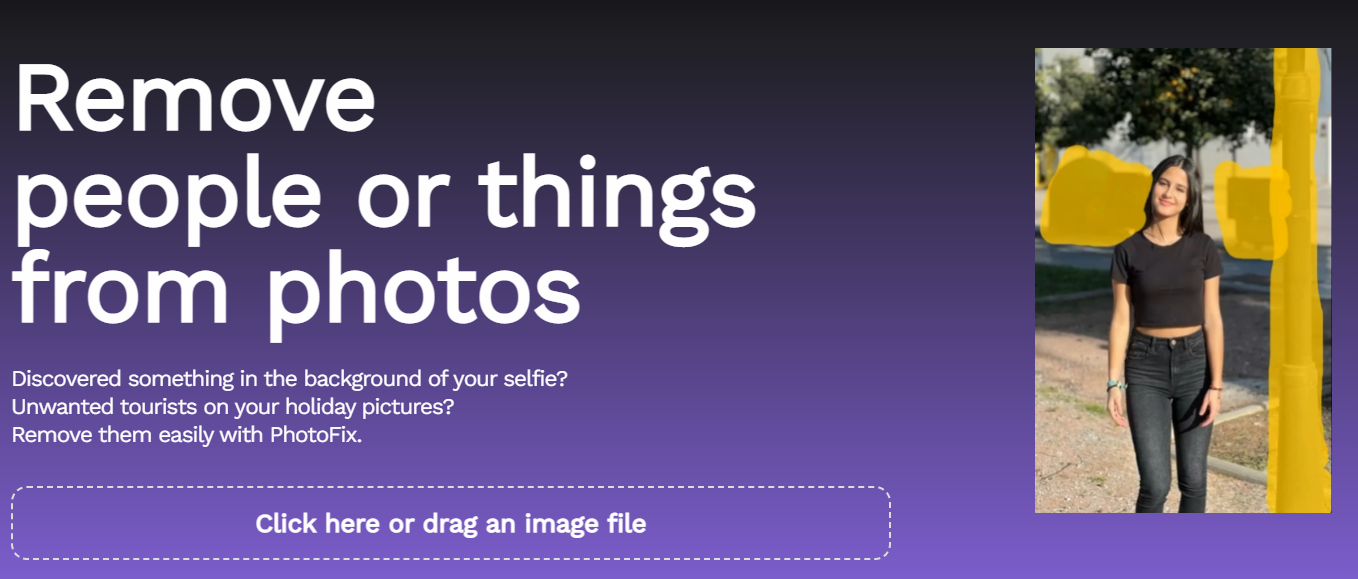 Remove
people or things
from photos
Discovered something in the background of your selfie?
Unwanted tourists on your holiday pictures?
Remove them easily with PhotoFix.
Click here or drag an image file